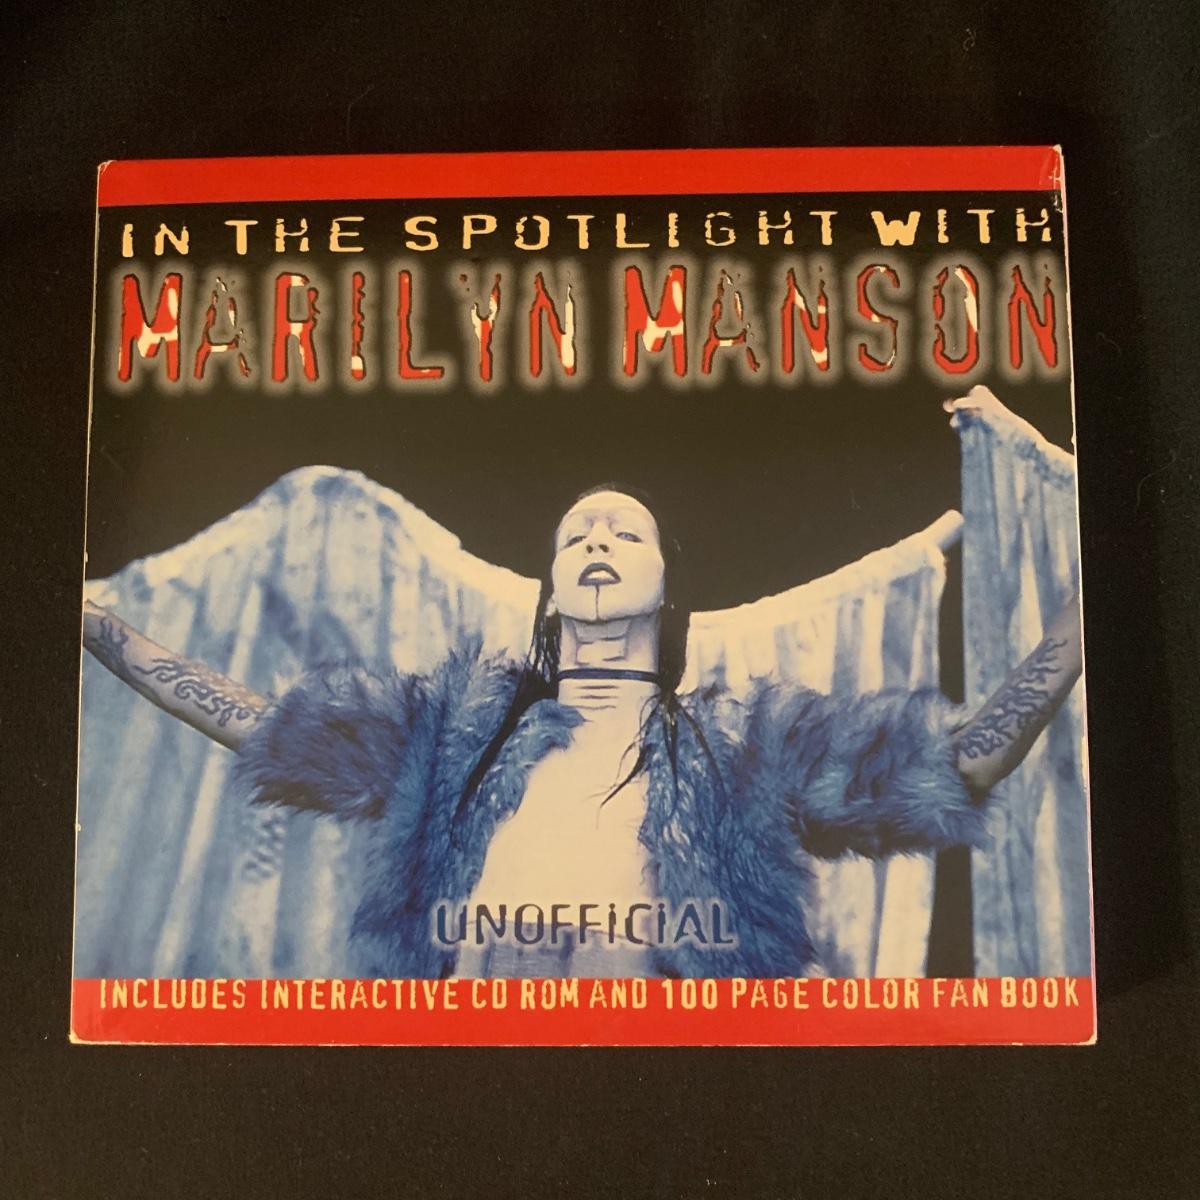 IN THE SPOTLIGHT WITH
MARILYN MANSON
UNOFFiCiAL
INCLUDES INTERACTIVE CD ROM AND 100 PAGE COLOR FAN BOOK